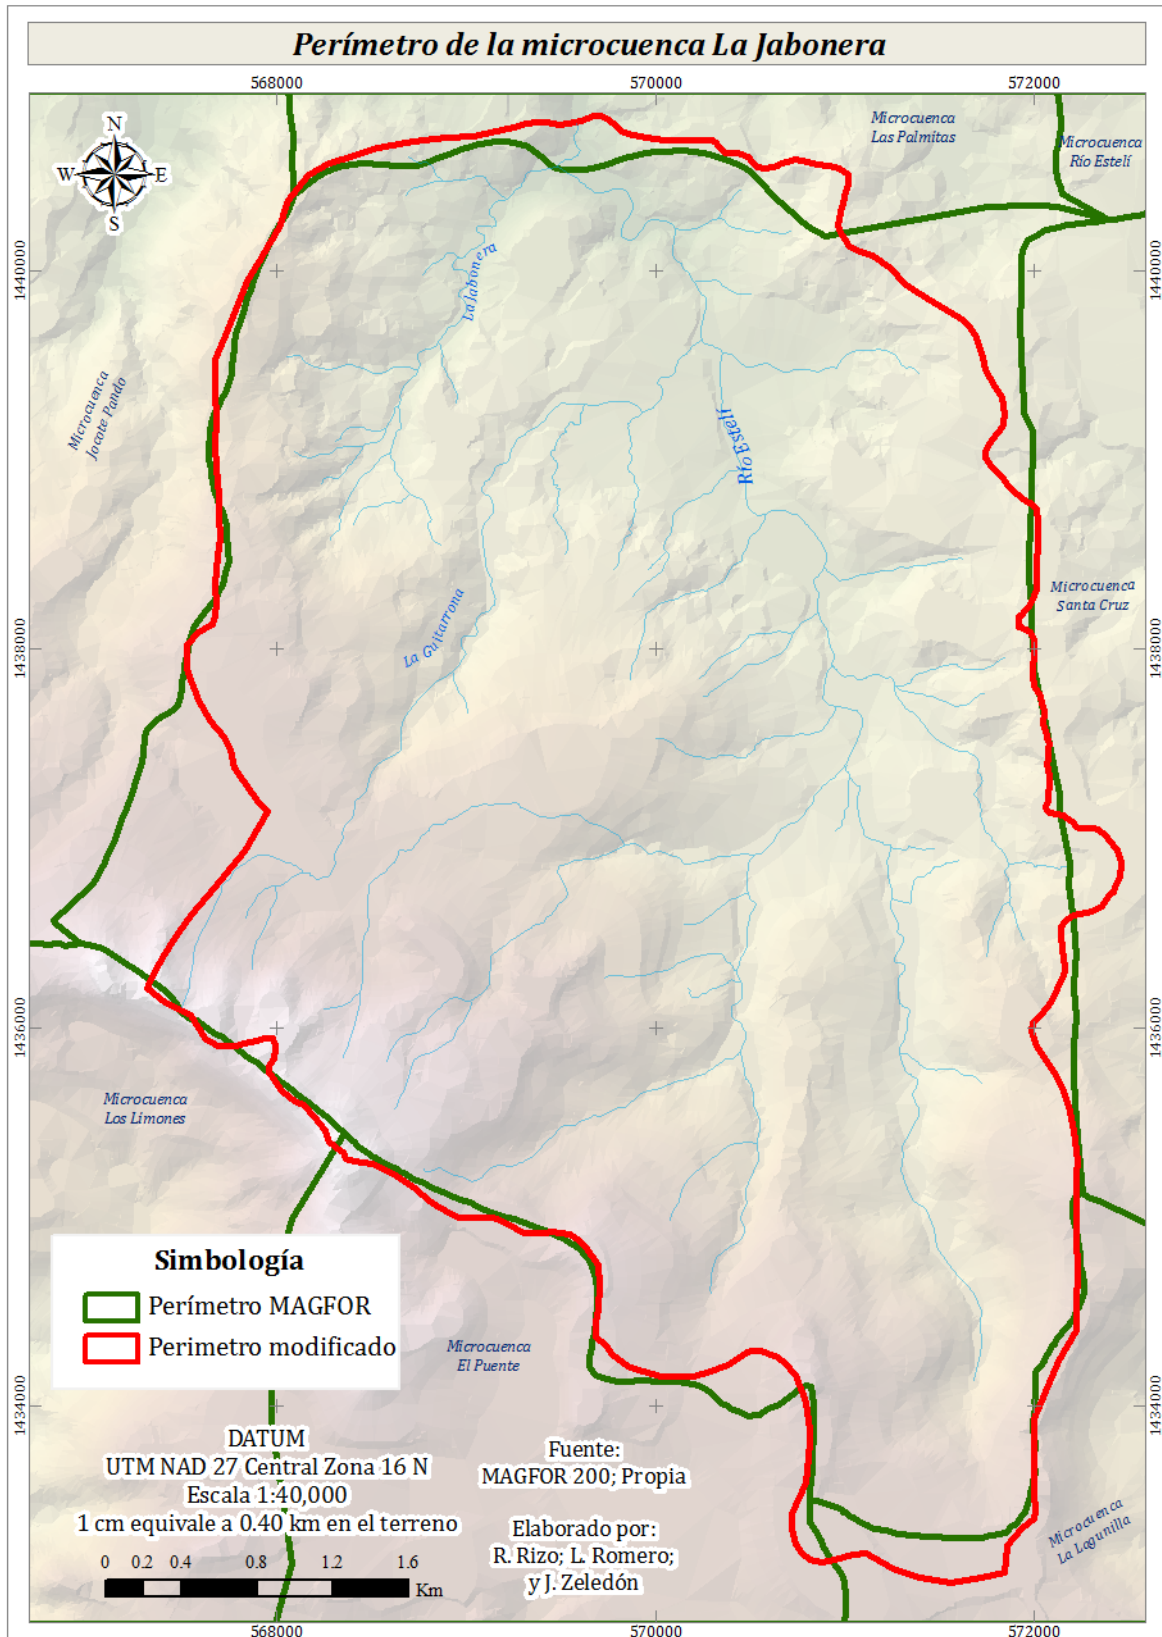 Perímetro de la microcuenca La Jabonera
568000
570000
572000
N
W
E
S
Microcuenca
Las Palmitas
Microcuenca
Río Estelí
1440000
1440000
La Jabonera
Microcuenca
Jocote Pando
Río Estelí
Microcuenca
Santa Cruz
La Guitarrona
1438000
1438000
1436000
1436000
Microcuenca
Los Limones
Simbología
Perímetro MAGFOR
Perimetro modificado
Microcuenca
El Puente
1434000
1434000
DATUM
UTM NAD 27 Central Zona 16 N
Escala 1:40,000
1 cm equivale a 0.40 km en el terreno
0 0.2 0.4 0.8 1.2 1.6
Km
Fuente:
MAGFOR 200; Propia
Elaborado por:
R. Rizo; L. Romero;
y J. Zeledón
Microcuenca
La Lagunilla
568000
570000
572000